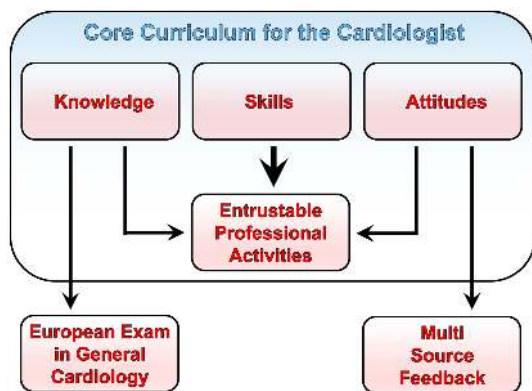 Core Curriculum for the Cardiologist
Knowledge
Skills
Attitudes
Entrustable
Professional
Activities
European Exam
in General
Cardiology
Multi
Source
Feedback